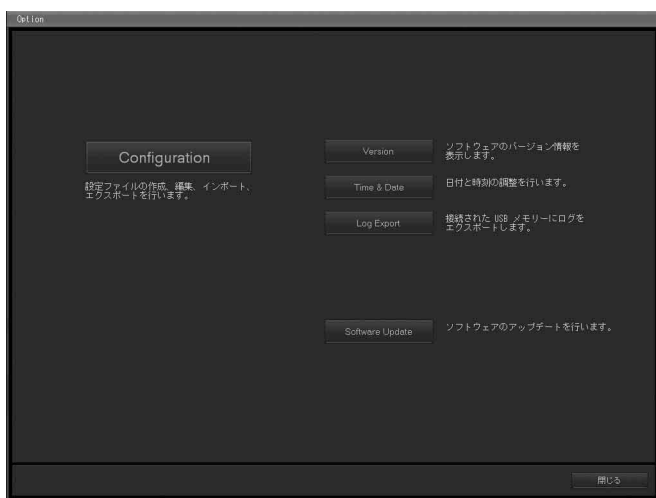 Option
Configuration
設定ファイルの作成、編集、インポート、
エクスポートを行います。
Version
ソフトウェアのバージョン情報を
表示します。
Time & Date
日付と時刻の調整を行います。
Log Export
接続された USB メモリーにログを
エクスポートします。
Software Update
ソフトウェアのアップデートを行います。
閉じる